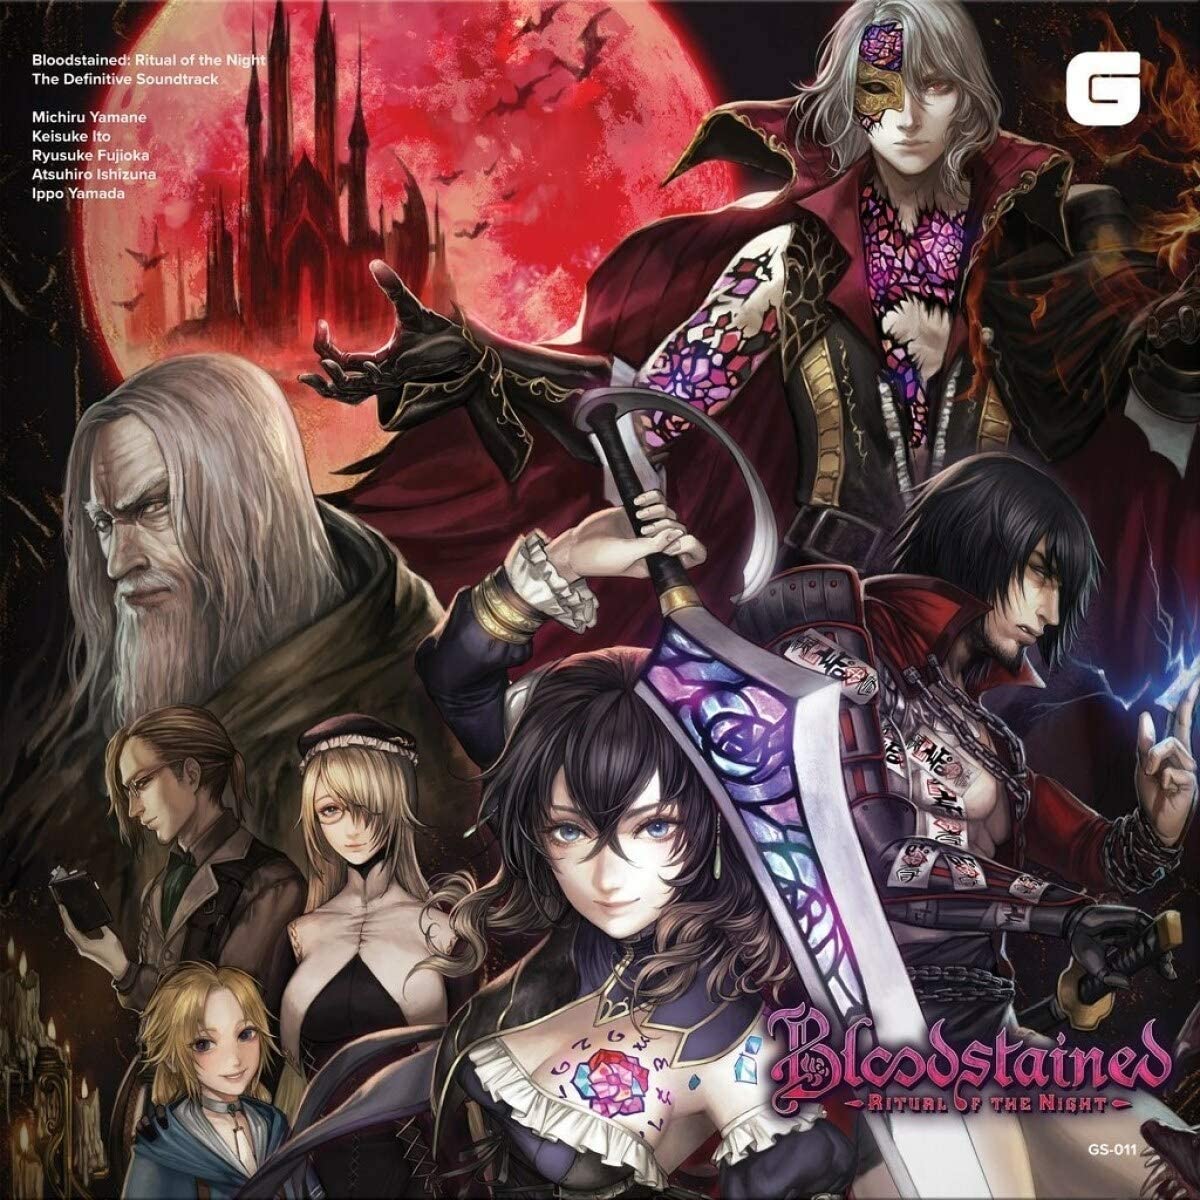 Bloodstained: Ritual of the Night
The Definitive Soundtrack
Michiru Yamane
Keisuke Ito
Ryusuke Fujioka
Atsuhiro Ishizuna
Ippo Yamada
G
Bloodstained
RITUAL OF THE NIGHT
GS-011